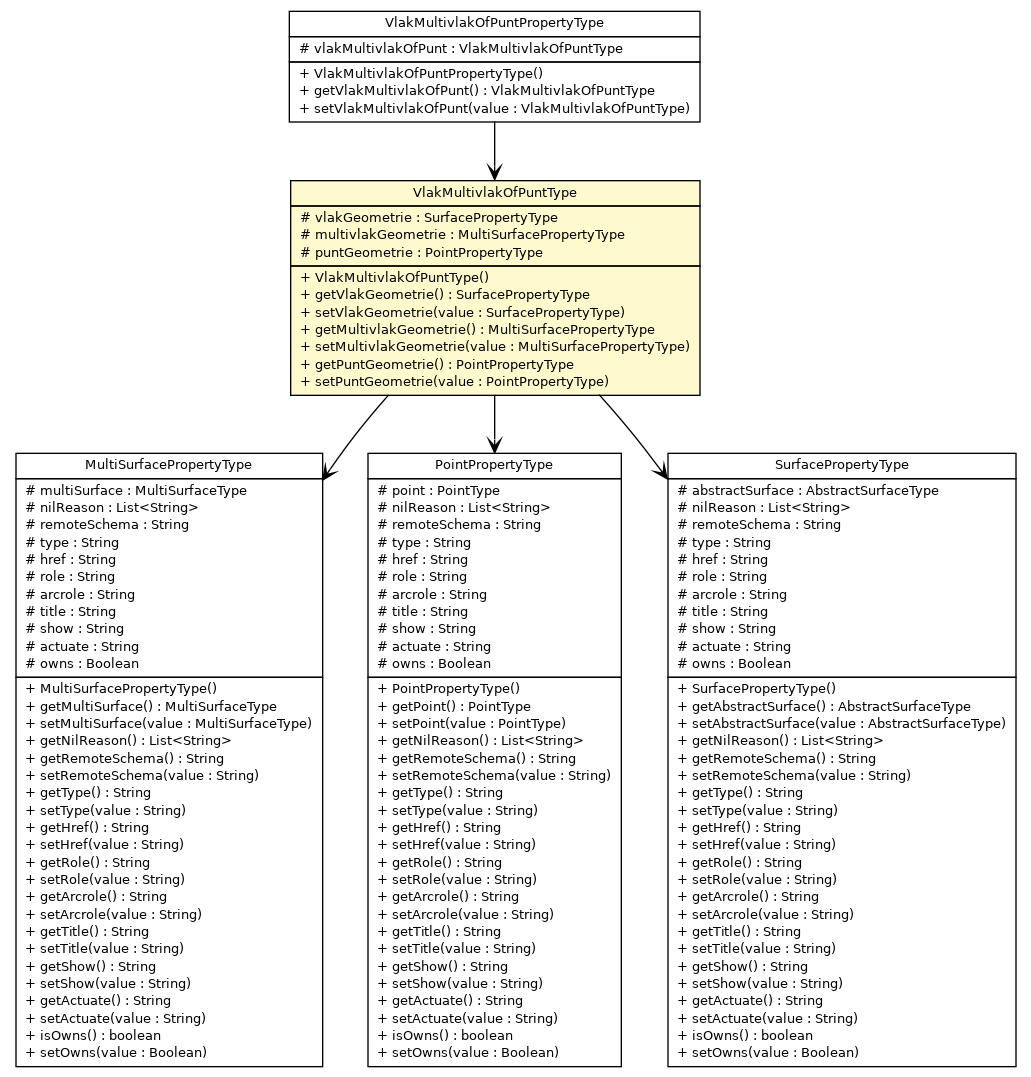 VlakMultivlakOfPuntPropertyType
# vlakMultivlakOfPunt : VlakMultivlakOfPuntType
+ VlakMultivlakOfPuntPropertyType()
+ getVlakMultivlakOfPunt() : VlakMultivlakOfPuntType
+ setVlakMultivlakOfPunt(value : VlakMultivlakOfPuntType)
VlakMultivlakOfPuntType
# vlakGeometrie : SurfacePropertyType
# multivlakGeometrie : MultiSurfacePropertyType
# puntGeometrie : PointPropertyType
+ VlakMultivlakOfPuntType()
+ getVlakGeometrie() : SurfacePropertyType
+ setVlakGeometrie(value : SurfacePropertyType)
+ getMultivlakGeometrie() : MultiSurfacePropertyType
+ setMultivlakGeometrie(value : MultiSurfacePropertyType)
+ getPuntGeometrie() : PointPropertyType
+ setPuntGeometrie(value : PointPropertyType)
MultiSurfacePropertyType
# multiSurface : MultiSurfaceType
# nilReason : List<String>
# remoteSchema : String
# type : String
# href : String
# role : String
# arcrole : String
# title : String
# show : String
# actuate : String
# owns : Boolean
+ MultiSurfacePropertyType()
+ getMultiSurface() : MultiSurfaceType
+ setMultiSurface(value : MultiSurfaceType)
+ getNilReason() : List<String>
+ getRemoteSchema() : String
+ setRemoteSchema(value : String)
+ getType() : String
+ setType(value : String)
+ getHref() : String
+ setHref(value : String)
+ getRole() : String
+ setRole(value : String)
+ getArcrole() : String
+ setArcrole(value : String)
+ getTitle() : String
+ setTitle(value : String)
+ getShow() : String
+ setShow(value : String)
+ getActuate() : String
+ setActuate(value : String)
+ isOwns() : boolean
+ setOwns(value : Boolean)
PointPropertyType
# point : PointType
# nilReason : List<String>
# remoteSchema : String
# type : String
# href : String
# role : String
# arcrole : String
# title : String
# show : String
# actuate : String
# owns : Boolean
+ PointPropertyType()
+ getPoint() : PointType
+ setPoint(value : PointType)
+ getNilReason() : List<String>
+ getRemoteSchema() : String
+ setRemoteSchema(value : String)
+ getType() : String
+ setType(value : String)
+ getHref() : String
+ setHref(value : String)
+ getRole() : String
+ setRole(value : String)
+ getArcrole() : String
+ setArcrole(value : String)
+ getTitle() : String
+ setTitle(value : String)
+ getShow() : String
+ setShow(value : String)
+ getActuate() : String
+ setActuate(value : String)
+ isOwns() : boolean
+ setOwns(value : Boolean)
SurfacePropertyType
# abstractSurface : AbstractSurfaceType
# nilReason : List<String>
# remoteSchema : String
# type : String
# href : String
# role : String
# arcrole : String
# title : String
# show : String
# actuate : String
# owns : Boolean
+ SurfacePropertyType()
+ getAbstractSurface() : AbstractSurfaceType
+ setAbstractSurface(value : AbstractSurfaceType)
+ getNilReason() : List<String>
+ getRemoteSchema() : String
+ setRemoteSchema(value : String)
+ getType() : String
+ setType(value : String)
+ getHref() : String
+ setHref(value : String)
+ getRole() : String
+ setRole(value : String)
+ getArcrole() : String
+ setArcrole(value : String)
+ getTitle() : String
+ setTitle(value : String)
+ getShow() : String
+ setShow(value : String)
+ getActuate() : String
+ setActuate(value : String)
+ isOwns() : boolean
+ setOwns(value : Boolean)